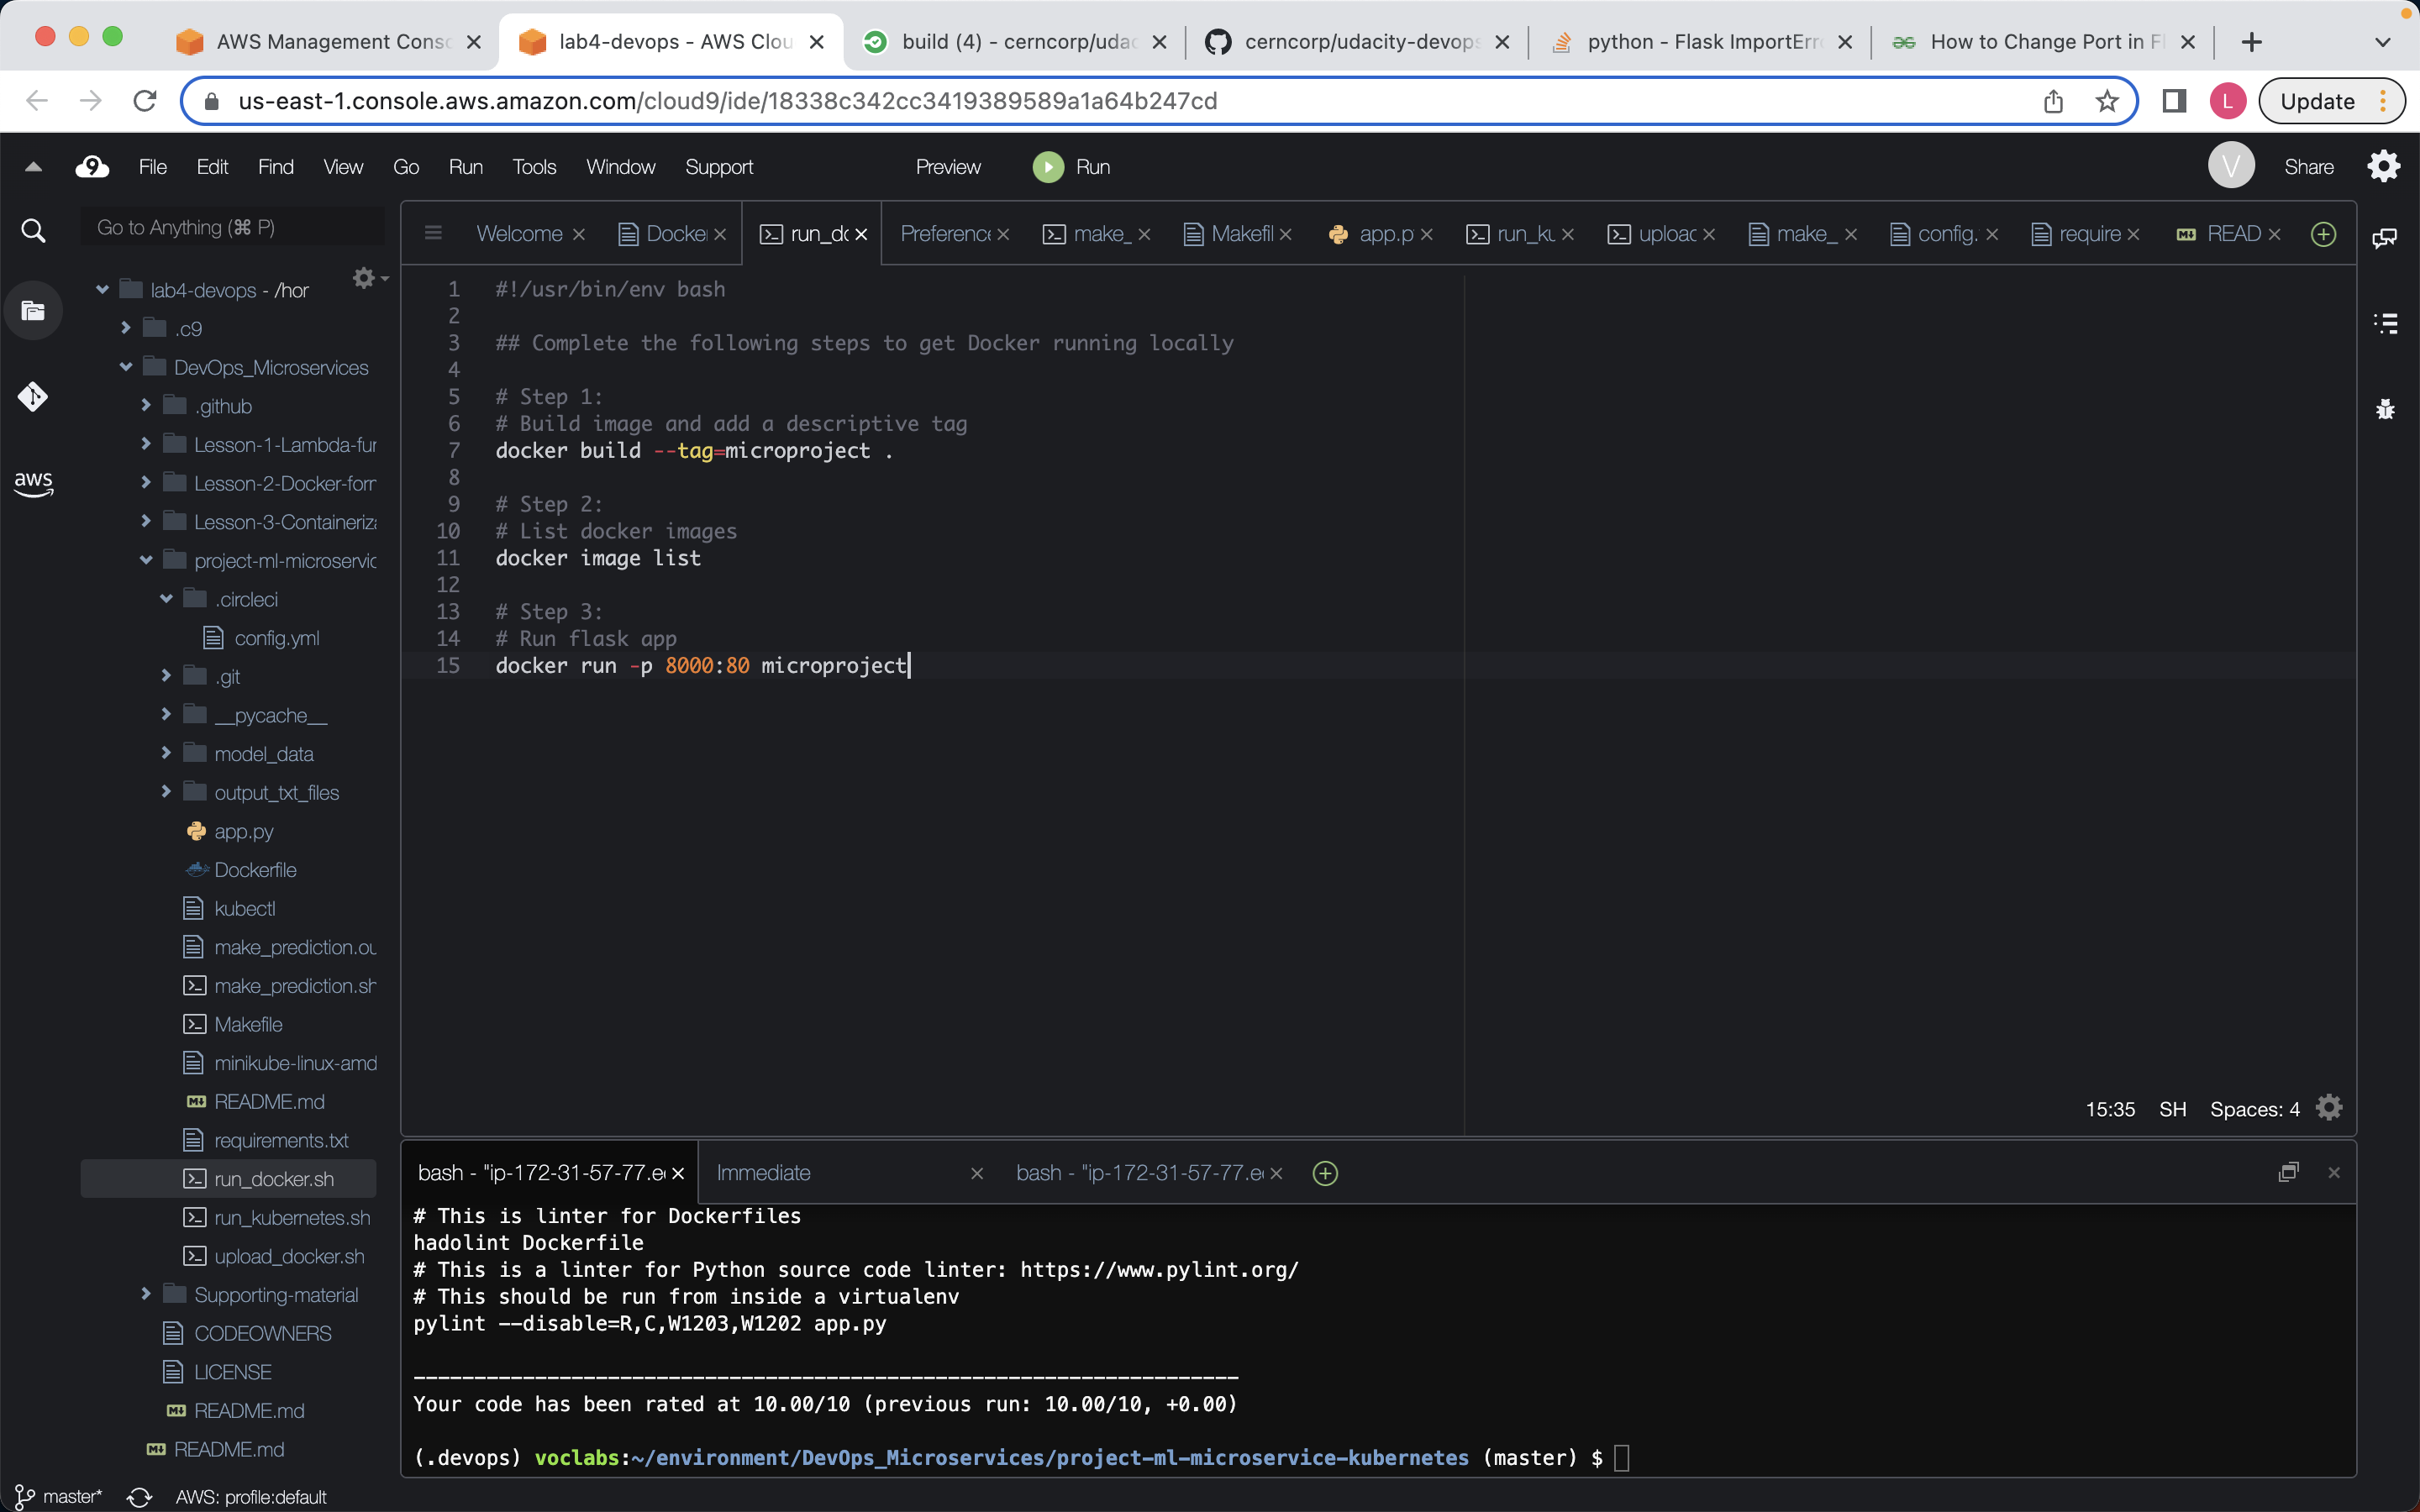 AWS Management Conso
lab4-devops - AWS Clou
build (4) - cerncorp/udac
cerncorp/udacity-devops
python - Flask ImportErro
How to Change Port in Fl
us-east-1.console.aws.amazon.com/cloud9/ide/18338c342cc3419389589a1a64b247cd
L
Update
9 File Edit Find View Go Run Tools Window Support Preview Run
V Share
Go to Anything (⌘ P)
Welcome Docker run_do Preference make_ Makefil app.p run_ku upload make_ config. require READ
aws
lab4-devops - /hor
.c9
DevOps_Microservices
.github
Lesson-1-Lambda-fur
Lesson-2-Docker-forr
Lesson-3-Containeriza
project-ml-microservic
.circleci
config.yml
.git
__pycache__
model_data
output_txt_files
app.py
Dockerfile
kubectl
make_prediction.ou
make_prediction.sh
Makefile
minikube-linux-amd
README.md
requirements.txt
run_docker.sh
run_kubernetes.sh
upload_docker.sh
Supporting-material
CODEOWNERS
LICENSE
README.md
README.md
1 #!/usr/bin/env bash
2
3 ## Complete the following steps to get Docker running locally
4
5 # Step 1:
6 # Build image and add a descriptive tag
7 docker build --tag=microproject .
8
9 # Step 2:
10 # List docker images
11 docker image list
12
13 # Step 3:
14 # Run flask app
15 docker run -p 8000:80 microproject
15:35 SH Spaces: 4
bash - "ip-172-31-57-77.e Immediate bash - "ip-172-31-57-77.e
# This is linter for Dockerfiles
hadolint Dockerfile
# This is a linter for Python source code linter: https://www.pylint.org/
# This should be run from inside a virtualenv
pylint --disable=R,C,W1203,W1202 app.py
--------------------------------------------------------------------
Your code has been rated at 10.00/10 (previous run: 10.00/10, +0.00)
(.devops) voclabs:~/environment/DevOps_Microservices/project-ml-microservice-kubernetes (master) $
master* AWS: profile:default